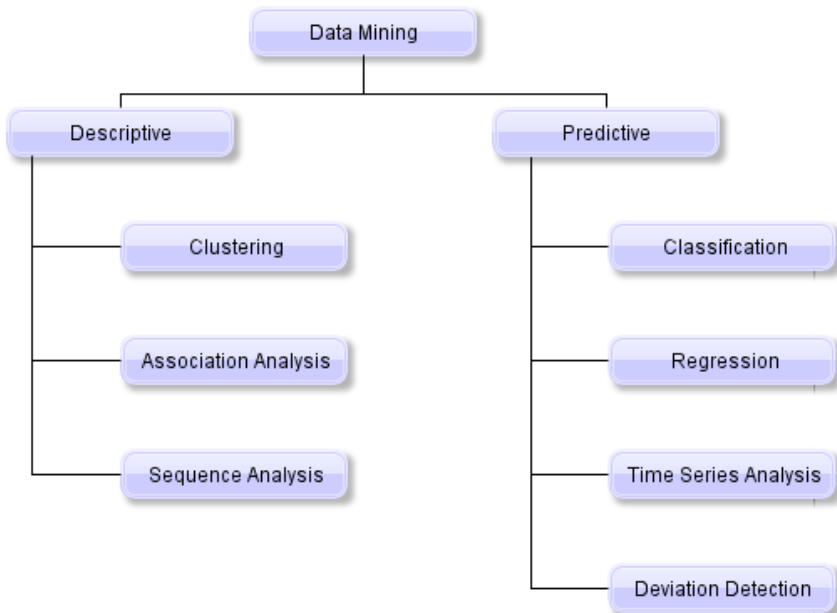 Data Mining
Descriptive
Predictive
Clustering
Classification
Association Analysis
Regression
Sequence Analysis
Time Series Analysis
Deviation Detection